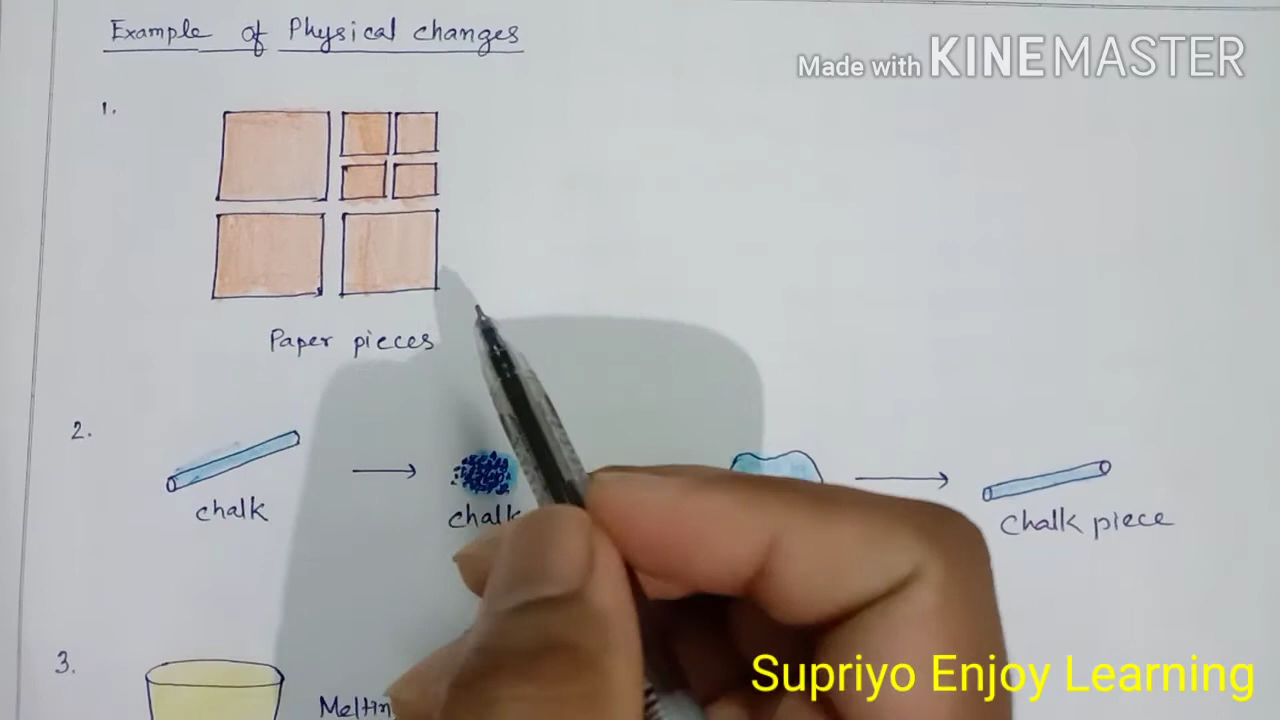 Example of Physical changes
Made with KINEMASTER
1.
Paper pieces
2.
chalk
chalk
chalk piece
3.
Supriyo Enjoy Learning